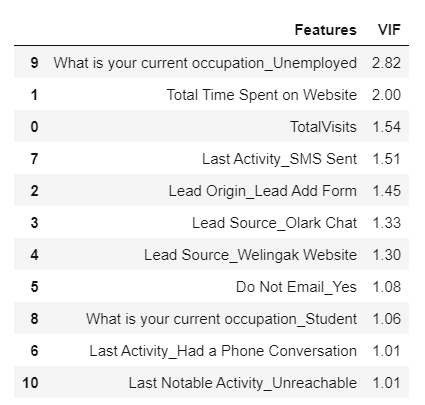 Features VIF
9 What is your current occupation_Unemployed 2.82
1 Total Time Spent on Website 2.00
0 TotalVisits 1.54
7 Last Activity_SMS Sent 1.51
2 Lead Origin_Lead Add Form 1.45
3 Lead Source_Olark Chat 1.33
4 Lead Source_Welingak Website 1.30
5 Do Not Email_Yes 1.08
8 What is your current occupation_Student 1.06
6 Last Activity_Had a Phone Conversation 1.01
10 Last Notable Activity_Unreachable 1.01